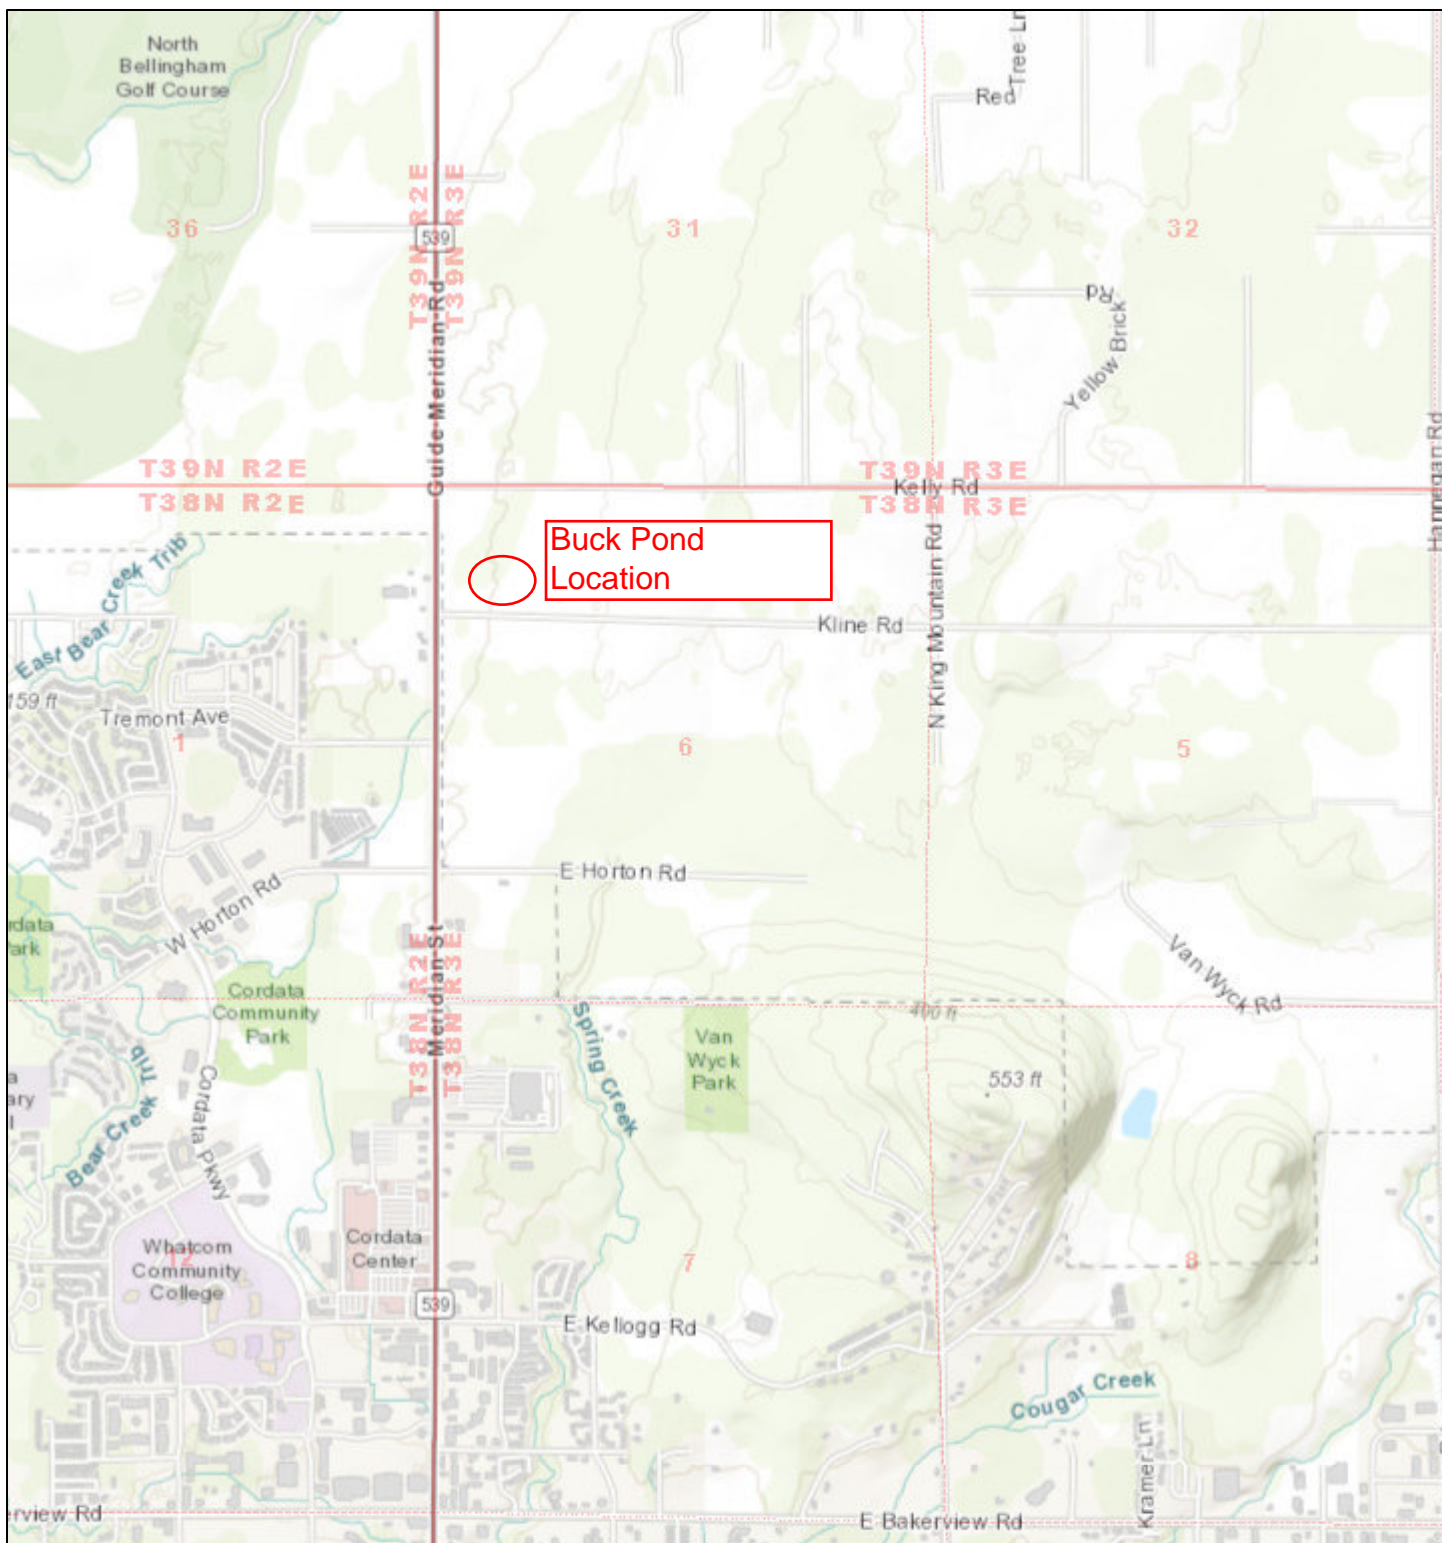 North
Bellingham
Golf Course
Red
Tree Ln
36
T39N R2E
T39N R3E
539
31
32
Guide Meridian Rd
Rd
Yellow Brick
Hannegan Rd
T39N R2E
T38N R2E
T39N R3E
Kelly Rd
T38N R3E
Buck Pond
Location
East Bear Creek Trib
Kline Rd
N King Mountain Rd
159 ft
Tremont Ave
1
6
5
E Horton Rd
W Horton Rd
rdata
ark
Cordata
Community
Park
T38N R2E
T38N R3E
Meridian St
Van Wyck Rd
400 ft
Spring Creek
Van
Wyck
Park
553 ft
a
ary
l
Bear Creek Trib
Cordata Pkwy
Whatcom
Community
College
12
Cordata
Center
7
8
539
E Kellogg Rd
Cougar Creek
Kramer Ln
rview Rd
E Bakerview Rd